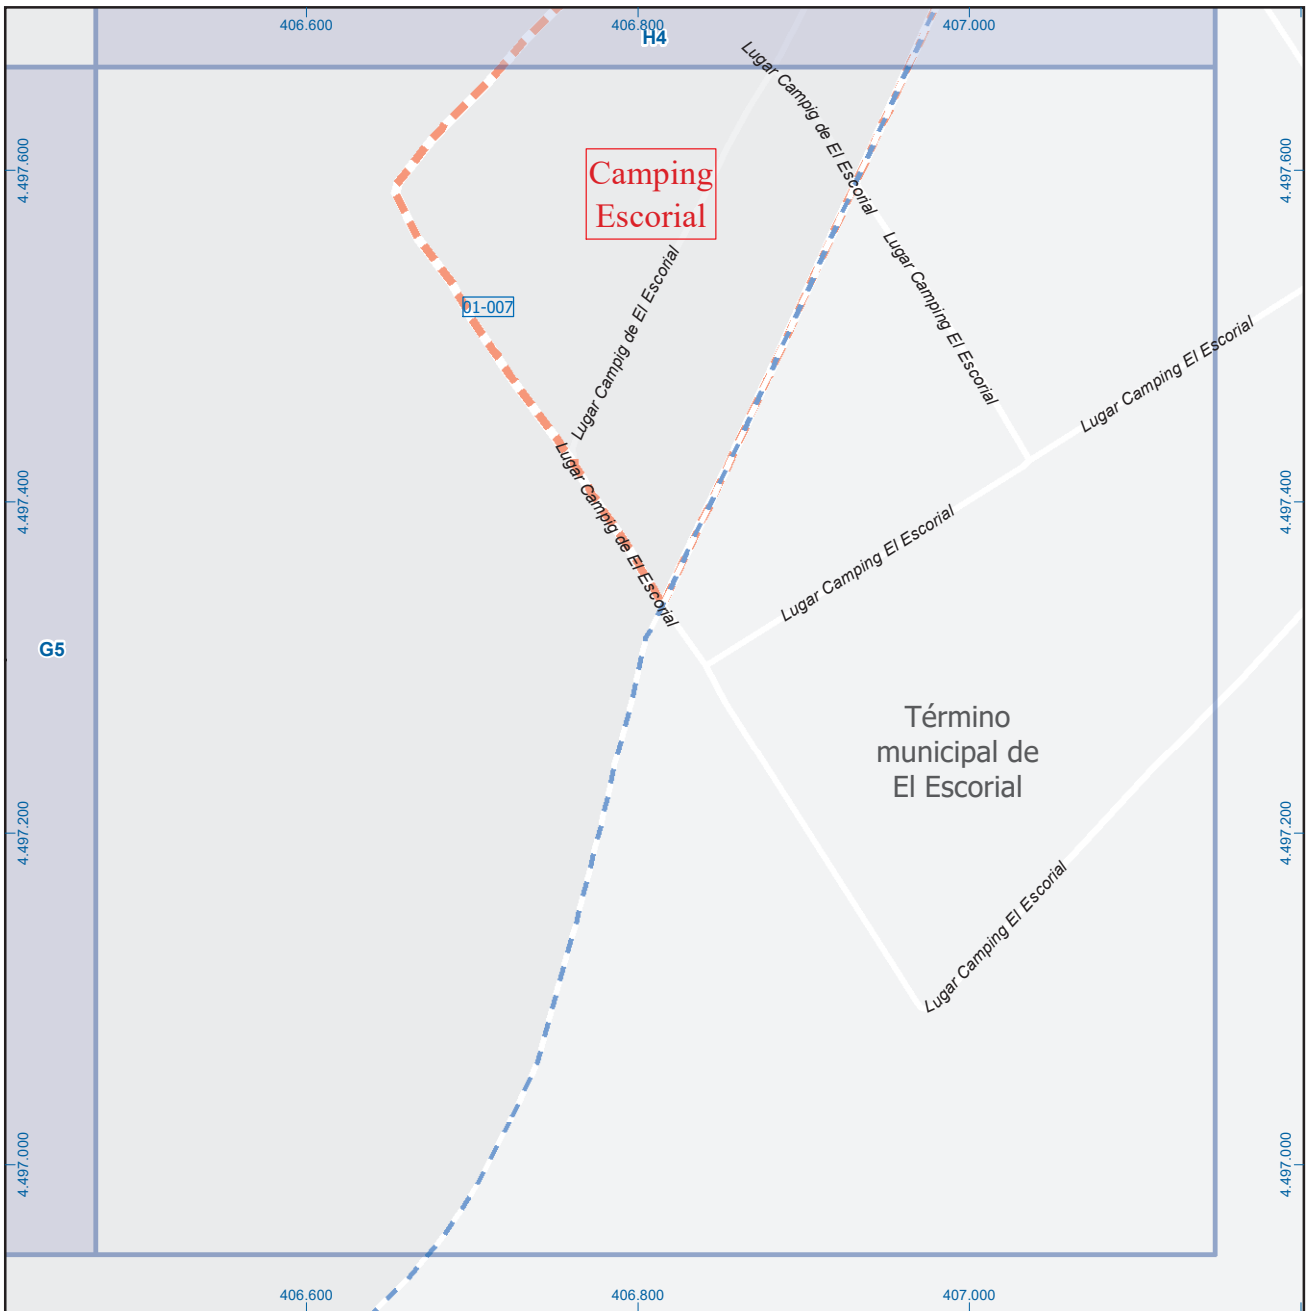 406.600
406.800
407.000
H4
Lugar Campig de El Escorial
4.497.600
4.497.600
Camping
Escorial
Lugar Campig de El Escorial
Lugar Camping El Escorial
01-007
Lugar Camping El Escorial
Lugar Campig de El Escorial
4.497.400
4.497.400
Lugar Camping El Escorial
G5
Término
municipal de
El Escorial
4.497.200
4.497.200
Lugar Camping El Escorial
4.497.000
4.497.000
406.600
406.800
407.000